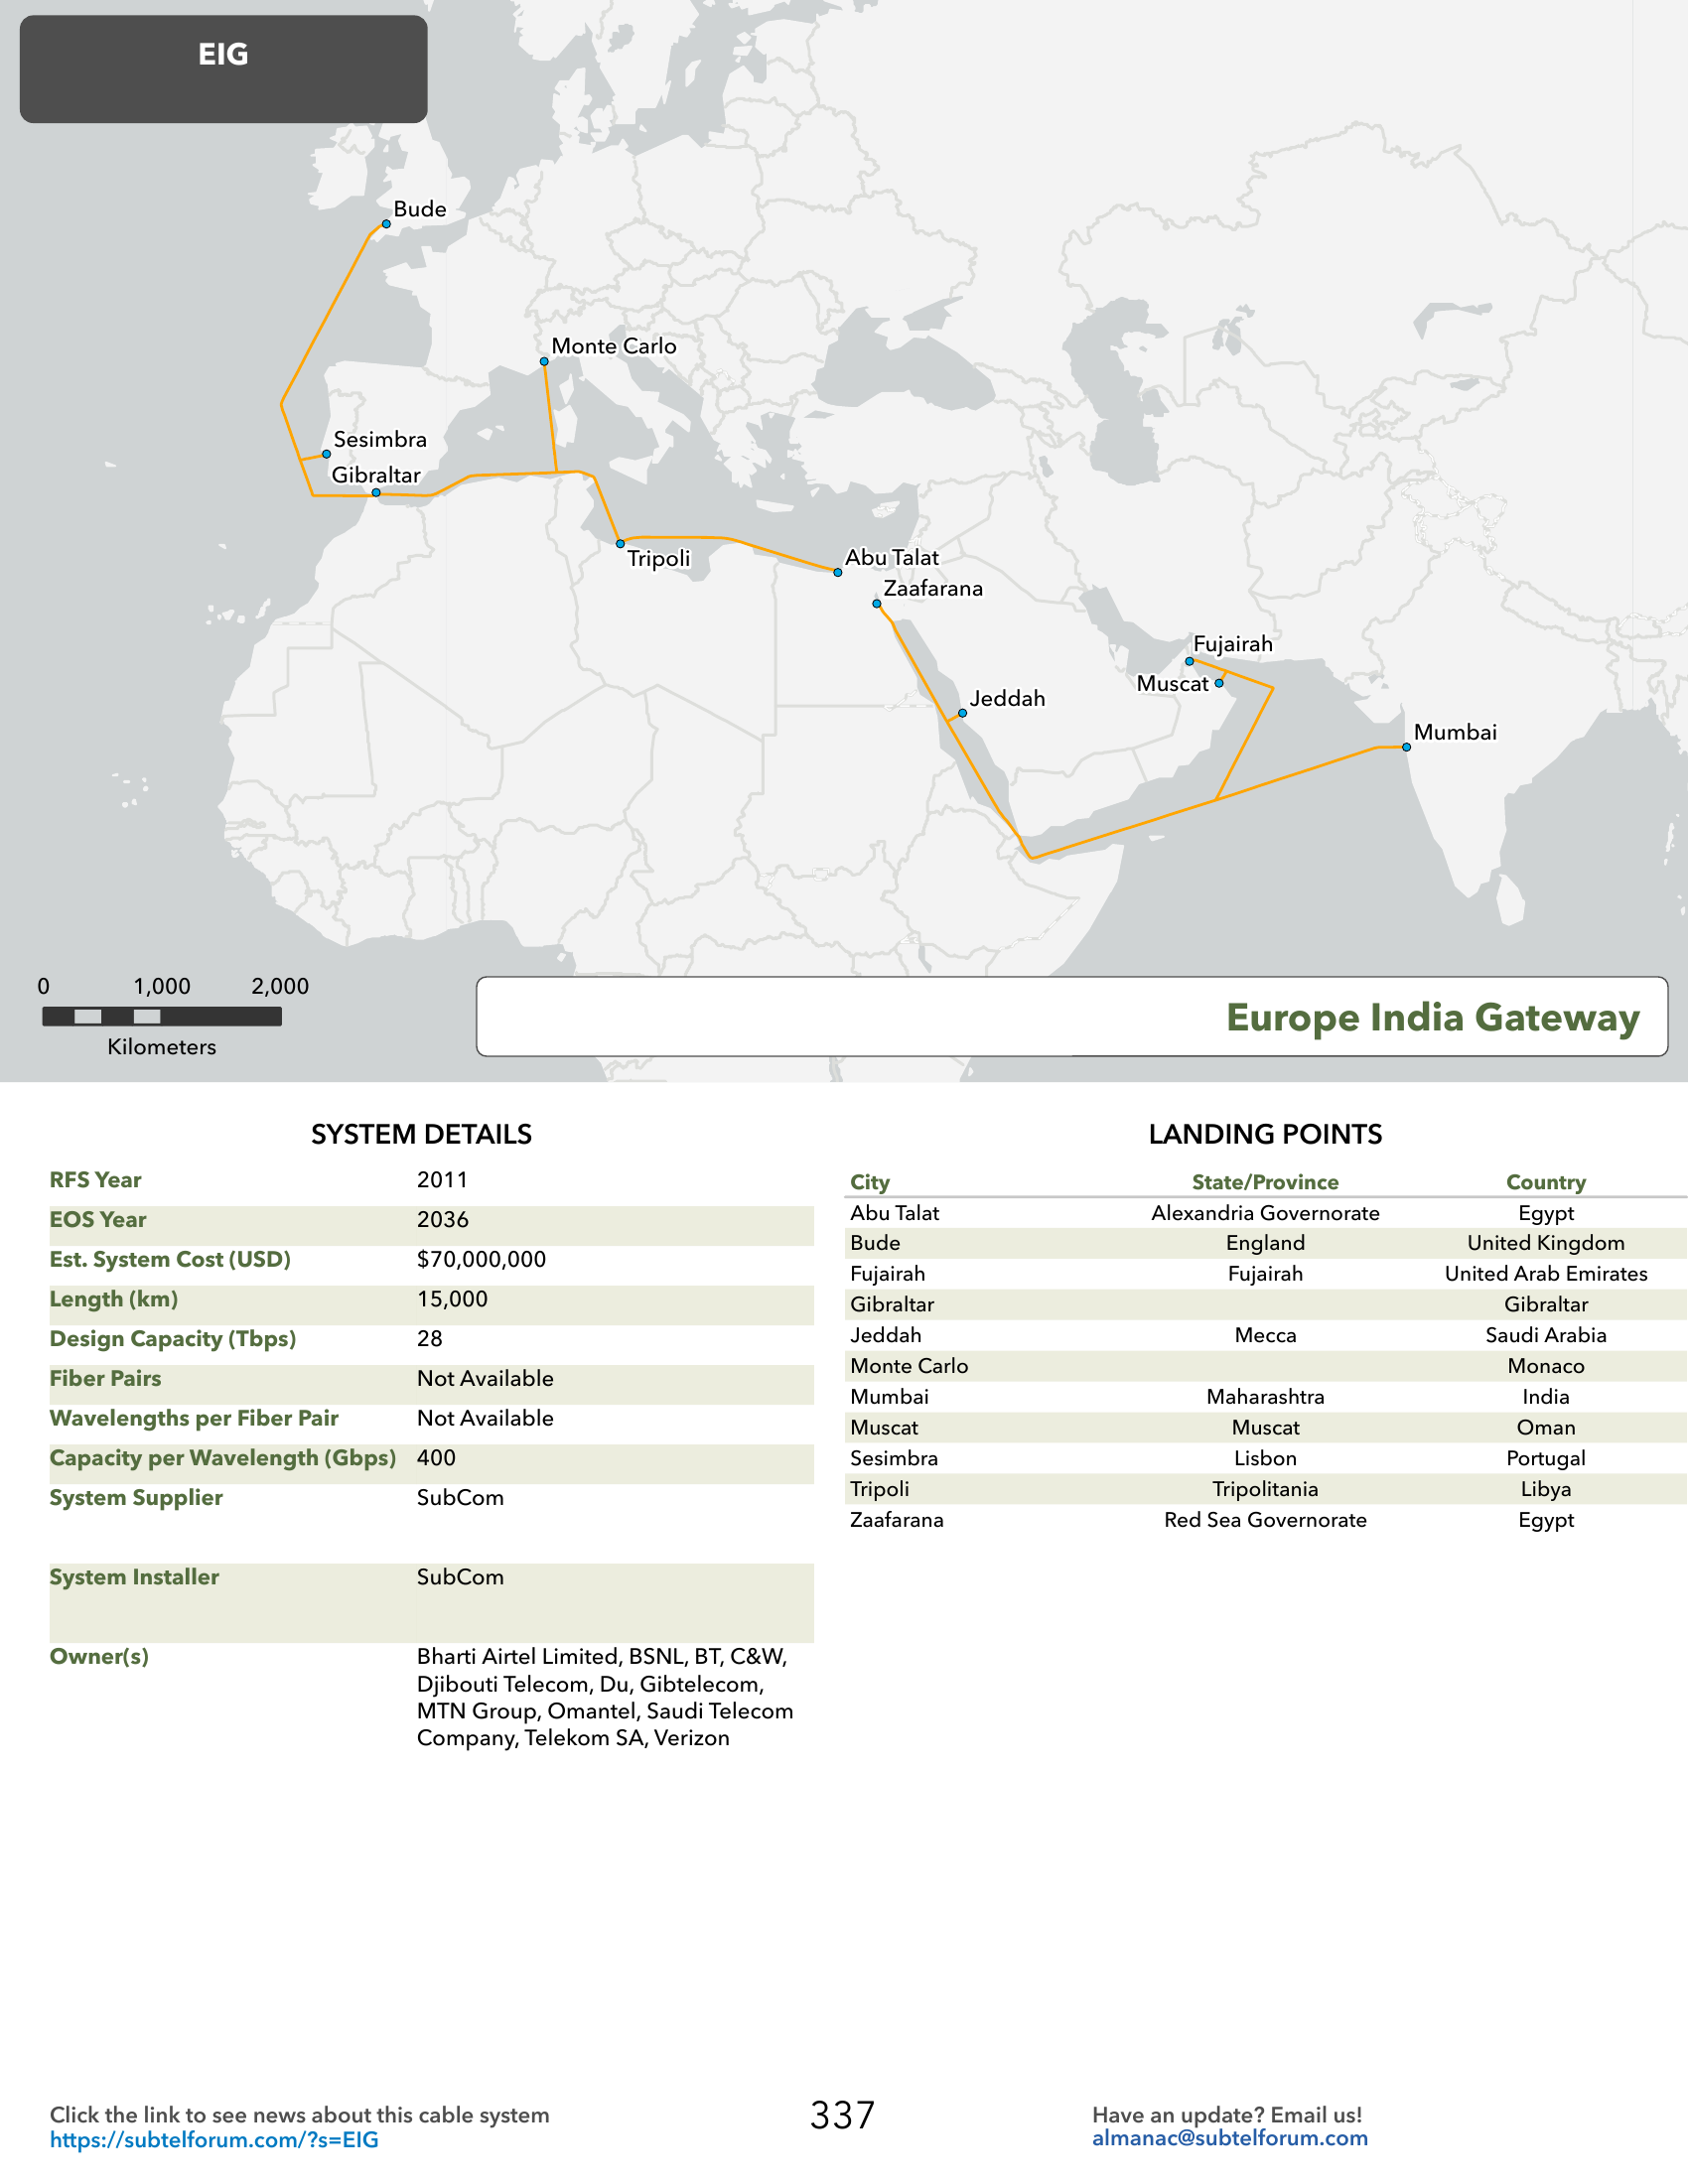 EIG
Bude
Monte Carlo
Sesimbra
Gibraltar
Tripoli
Abu Talat
Zaafarana
Fujairah
Muscat
Jeddah
Mumbai
0 1,000 2,000
Kilometers
Europe India Gateway
SYSTEM DETAILS
RFS Year 2011
EOS Year 2036
Est. System Cost (USD) $70,000,000
Length (km) 15,000
Design Capacity (Tbps) 28
Fiber Pairs Not Available
Wavelengths per Fiber Pair Not Available
Capacity per Wavelength (Gbps) 400
System Supplier SubCom
System Installer SubCom
Owner(s) Bharti Airtel Limited, BSNL, BT, C&W,
Djibouti Telecom, Du, Gibtelecom,
MTN Group, Omantel, Saudi Telecom
Company, Telekom SA, Verizon
LANDING POINTS
City State/Province Country
Abu Talat Alexandria Governorate Egypt
Bude England United Kingdom
Fujairah Fujairah United Arab Emirates
Gibraltar Gibraltar
Jeddah Mecca Saudi Arabia
Monte Carlo Monaco
Mumbai Maharashtra India
Muscat Muscat Oman
Sesimbra Lisbon Portugal
Tripoli Tripolitania Libya
Zaafarana Red Sea Governorate Egypt
Click the link to see news about this cable system
https://subtelforum.com/?s=EIG
337
Have an update? Email us!
almanac@subtelforum.com